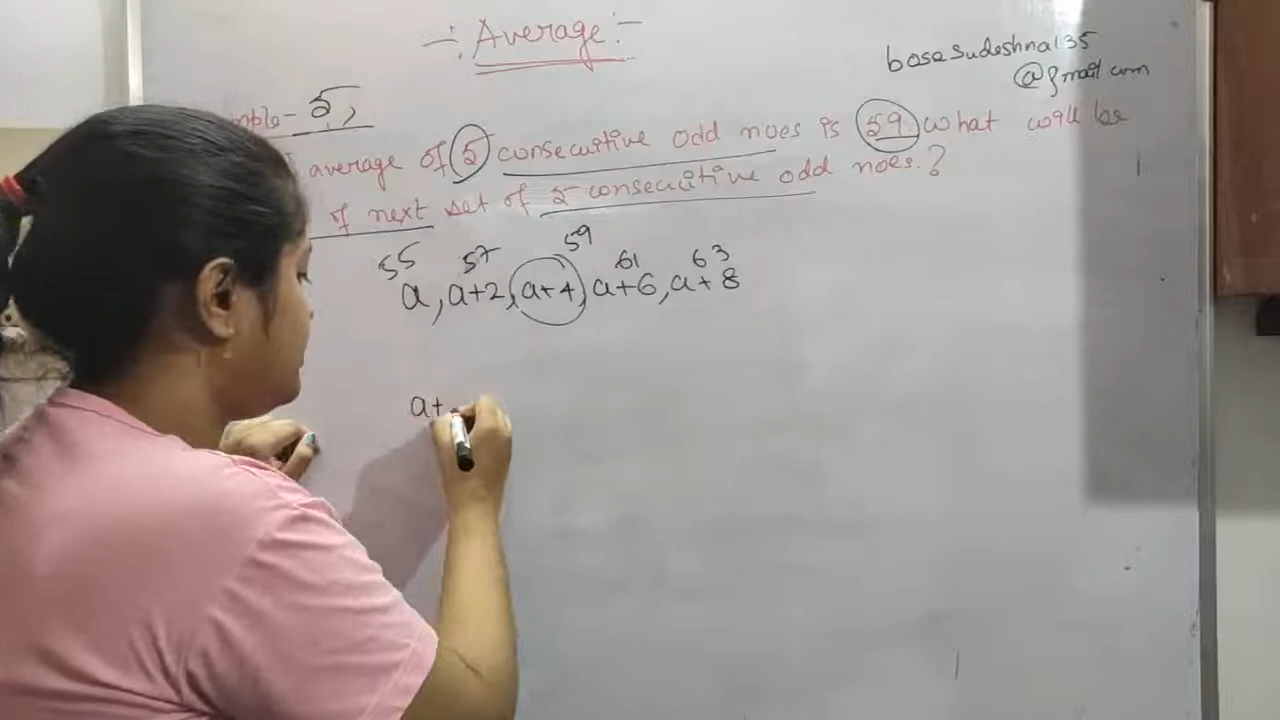 -: Average :-
bosesudeshna135
@gmail.com
mple- 5,
average of 5 consecutive odd noes is 59. what will be
of next set of 5 consecutive odd noes.?
55 57 59 61 63
a, a+2, a+4, a+6, a+8
a+